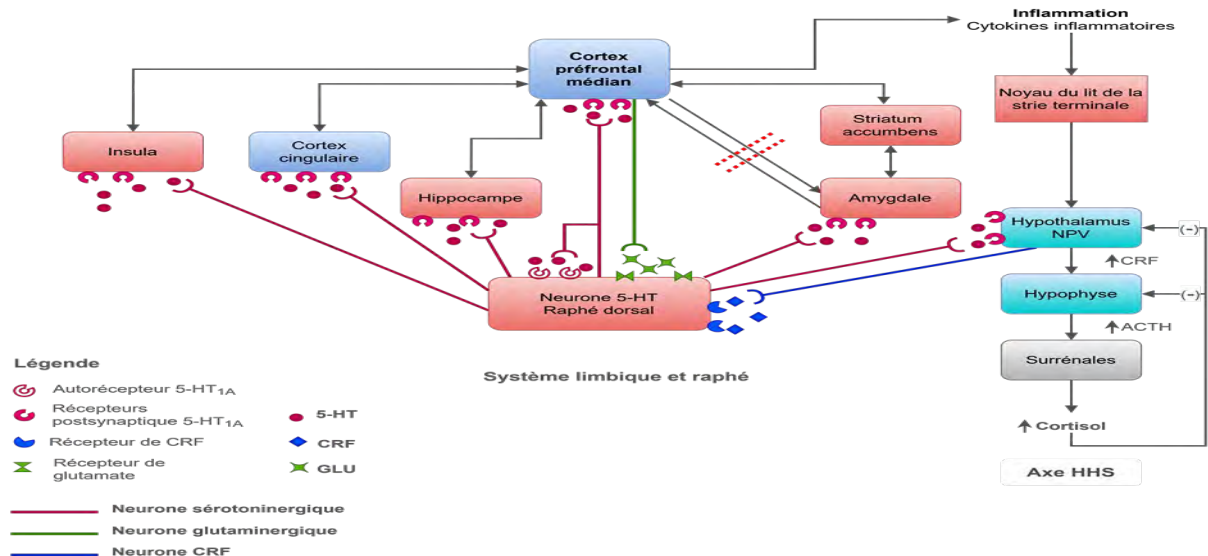 Inflammation
Cytokines inflammatoires
Cortex
préfrontal
médian
Noyau du lit de la
strie terminale
Striatum
accumbens
Insula
Cortex
cingulaire
Hippocampe
Amygdale
Hypothalamus
NPV
(-)
↑CRF
Neurone 5-HT
Raphé dorsal
Hypophyse
(-)
↑ACTH
Surrénales
Système limbique et raphé
↑Cortisol
Axe HHS
Légende
Autorécepteur 5-HT1A
Récepteurs
postsynaptique 5-HT1A
5-HT
Récepteur de CRF
CRF
Récepteur de
glutamate
GLU
Neurone sérotoninergique
Neurone glutaminergique
Neurone CRF